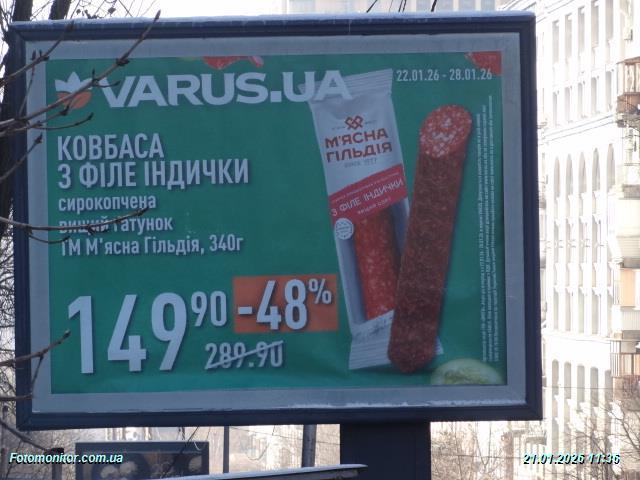 VARUS.UA
22.01.26 - 28.01.26
КОВБАСА
З ФІЛЕ ІНДИЧКИ
сирокопчена
вищий ґатунок
ТМ М'ясна Гільдія, 340г
149 90
-48%
289.90
М'ЯСНА
ГІЛЬДІЯ
З ФІЛЕ ІНДИЧКИ
Fotomonitor.com.ua
21.01.2026 11:36